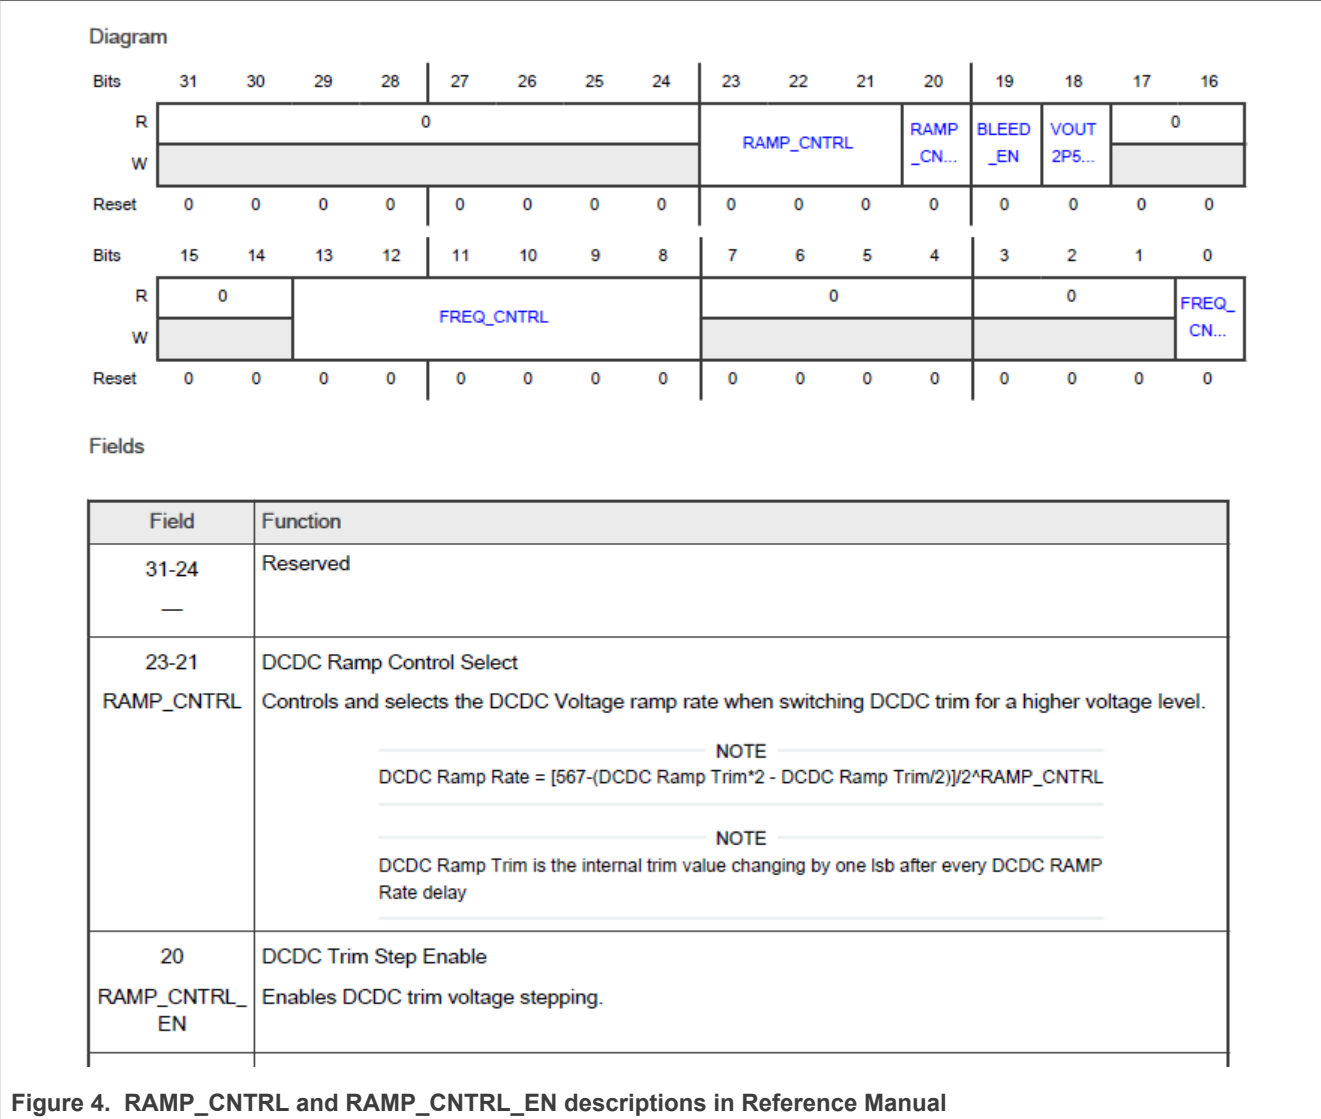 Diagram
Bits 31 30 29 28 27 26 25 24 23 22 21 20 19 18 17 16
R 0 RAMP_CNTRL RAMP _CN... BLEED _EN VOUT 2P5... 0
W
Reset 0 0 0 0 0 0 0 0 0 0 0 0 0 0 0 0
Bits 15 14 13 12 11 10 9 8 7 6 5 4 3 2 1 0
R 0 FREQ_CNTRL 0 0 FREQ_ CN...
W
Reset 0 0 0 0 0 0 0 0 0 0 0 0 0 0 0 0
Fields
Field Function
31-24 Reserved
—
23-21 DCDC Ramp Control Select
RAMP_CNTRL Controls and selects the DCDC Voltage ramp rate when switching DCDC trim for a higher voltage level.
NOTE
DCDC Ramp Rate = [567-(DCDC Ramp Trim*2 - DCDC Ramp Trim/2)]/2^RAMP_CNTRL
NOTE
DCDC Ramp Trim is the internal trim value changing by one lsb after every DCDC RAMP
Rate delay
20 DCDC Trim Step Enable
RAMP_CNTRL_ Enables DCDC trim voltage stepping.
EN
Figure 4. RAMP_CNTRL and RAMP_CNTRL_EN descriptions in Reference Manual